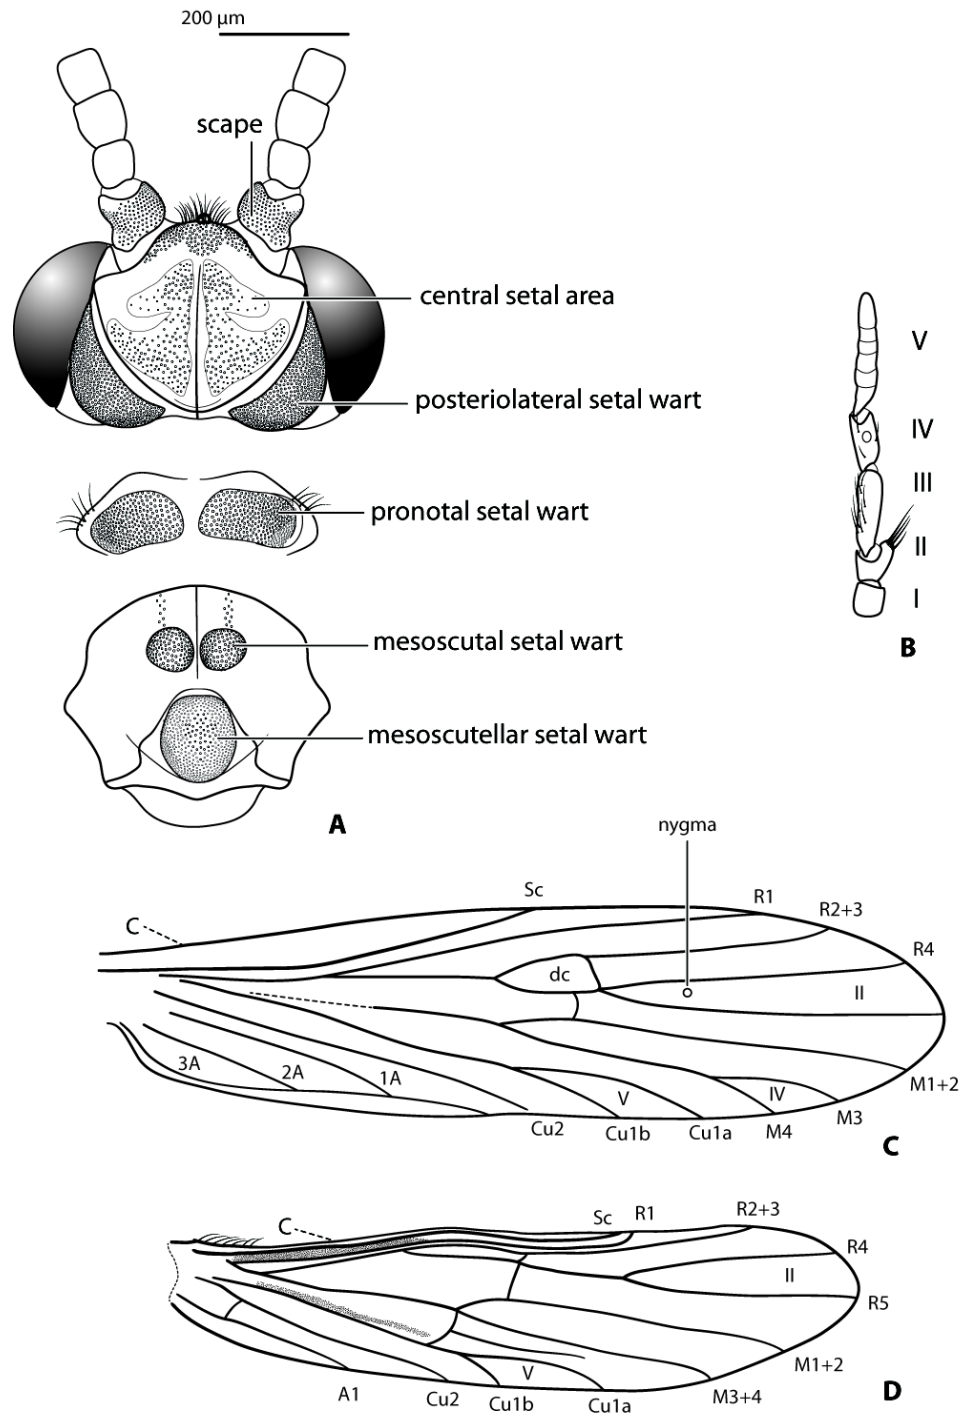 200 µm
scape
central setal area
posteriolateral setal wart
pronotal setal wart
mesoscutal setal wart
mesoscutellar setal wart
A
V
IV
III
II
I
B
nygma
Sc
R1
C
R2+3
R4
dc
II
3A
2A
1A
V
IV
M1+2
M3
Cu2
Cu1b
Cu1a
M4
C
R2+3
Sc
R1
C
R4
II
R5
V
M1+2
A1
Cu2
Cu1b
Cu1a
M3+4
D